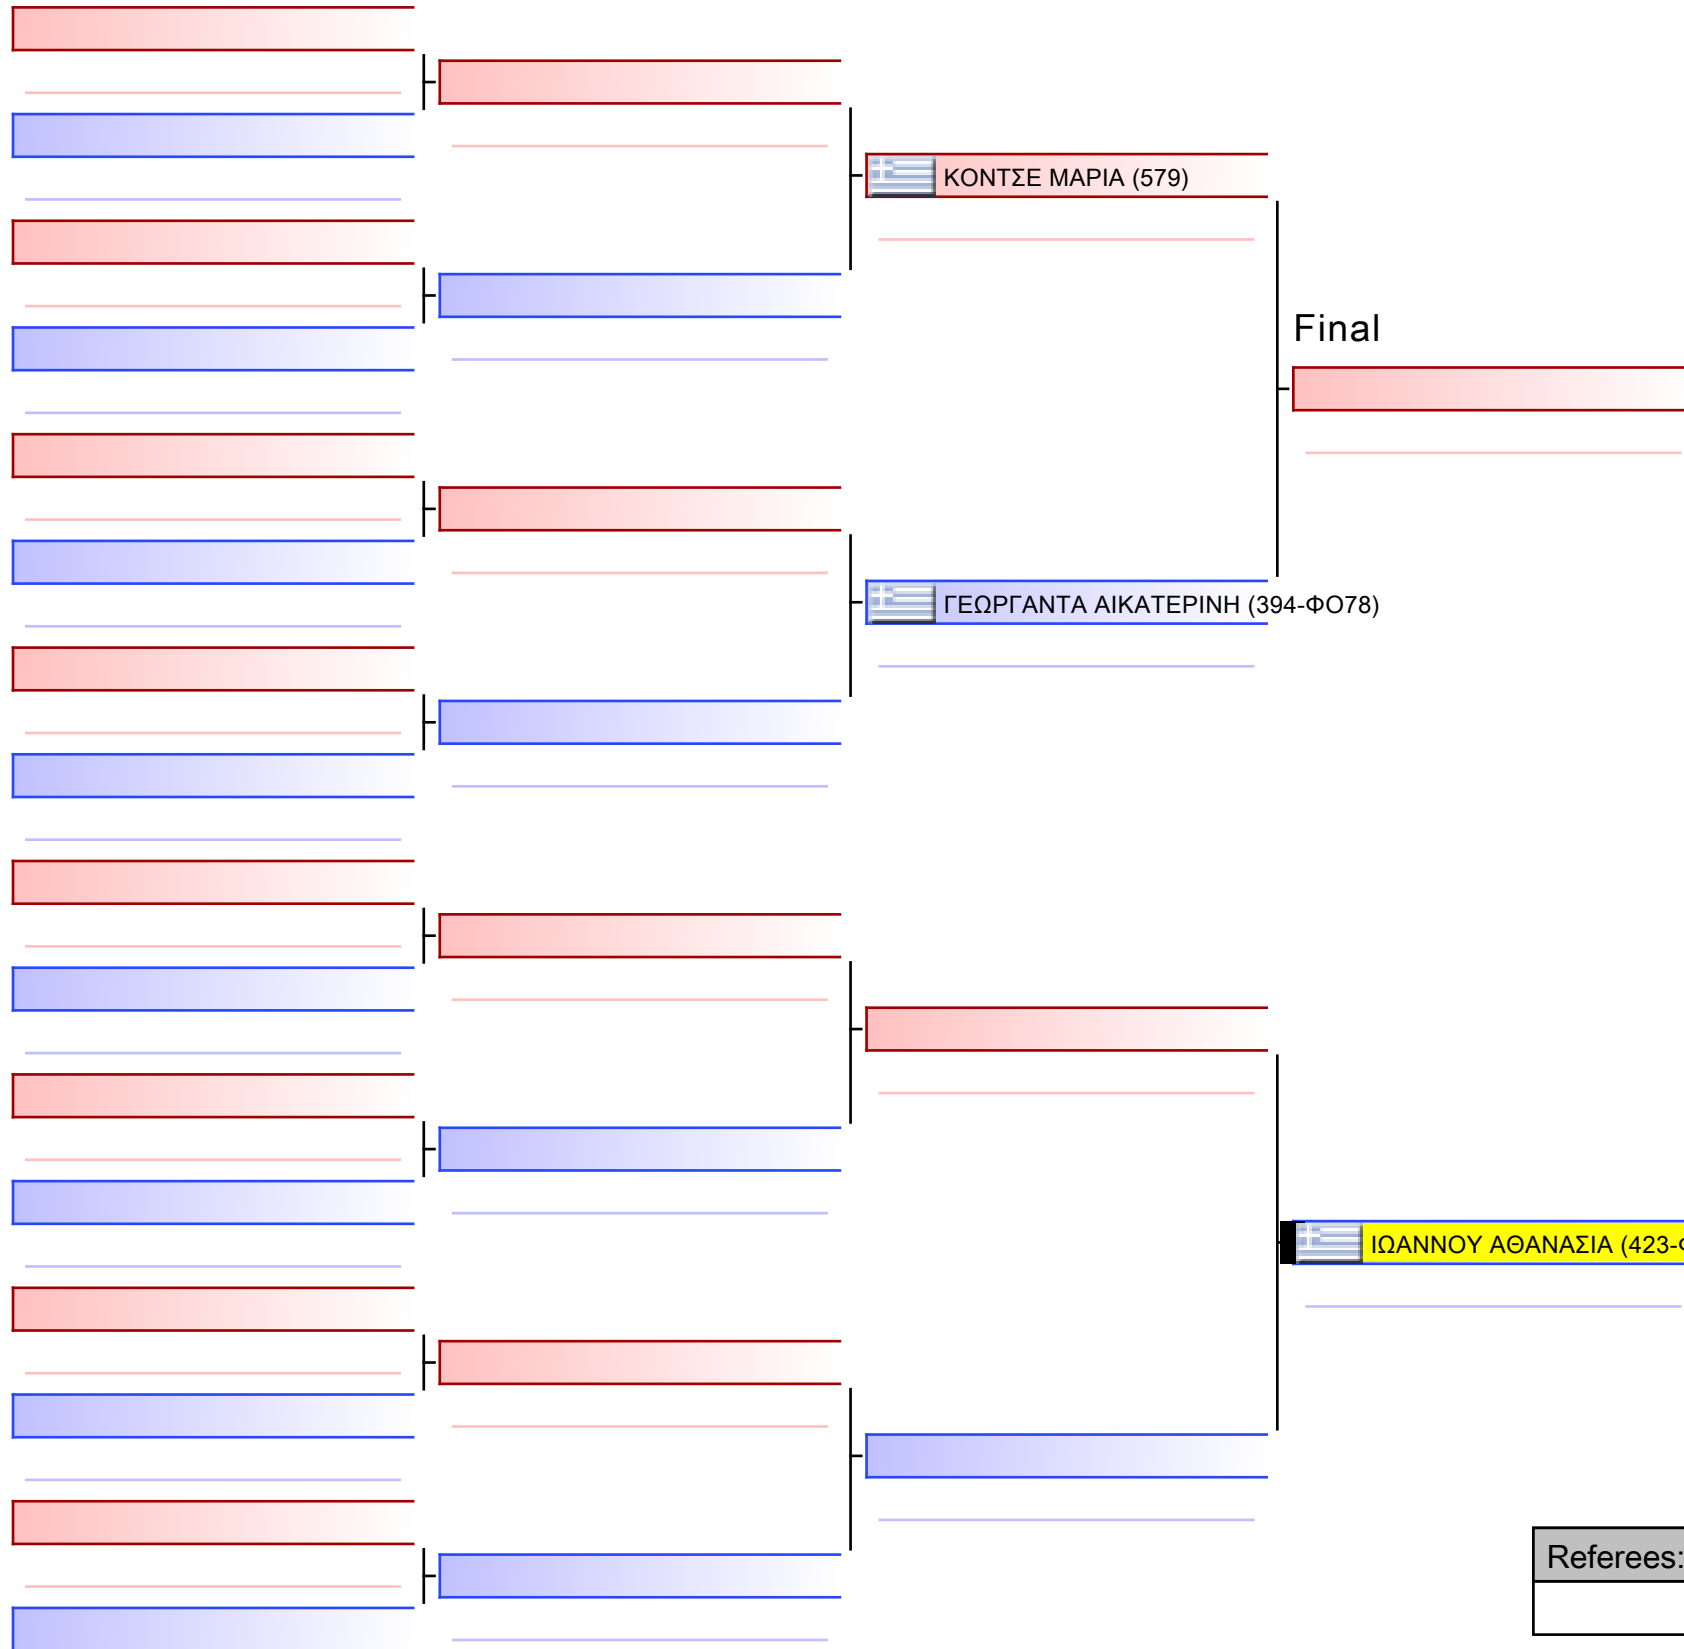 ΚΟΝΤΣΕ ΜΑΡΙΑ (579)
Final
ΓΕΩΡΓΑΝΤΑ ΑΙΚΑΤΕΡΙΝΗ (394-ΦΟ78)
ΙΩΑΝΝΟΥ ΑΘΑΝΑΣΙΑ (423-
Referees: